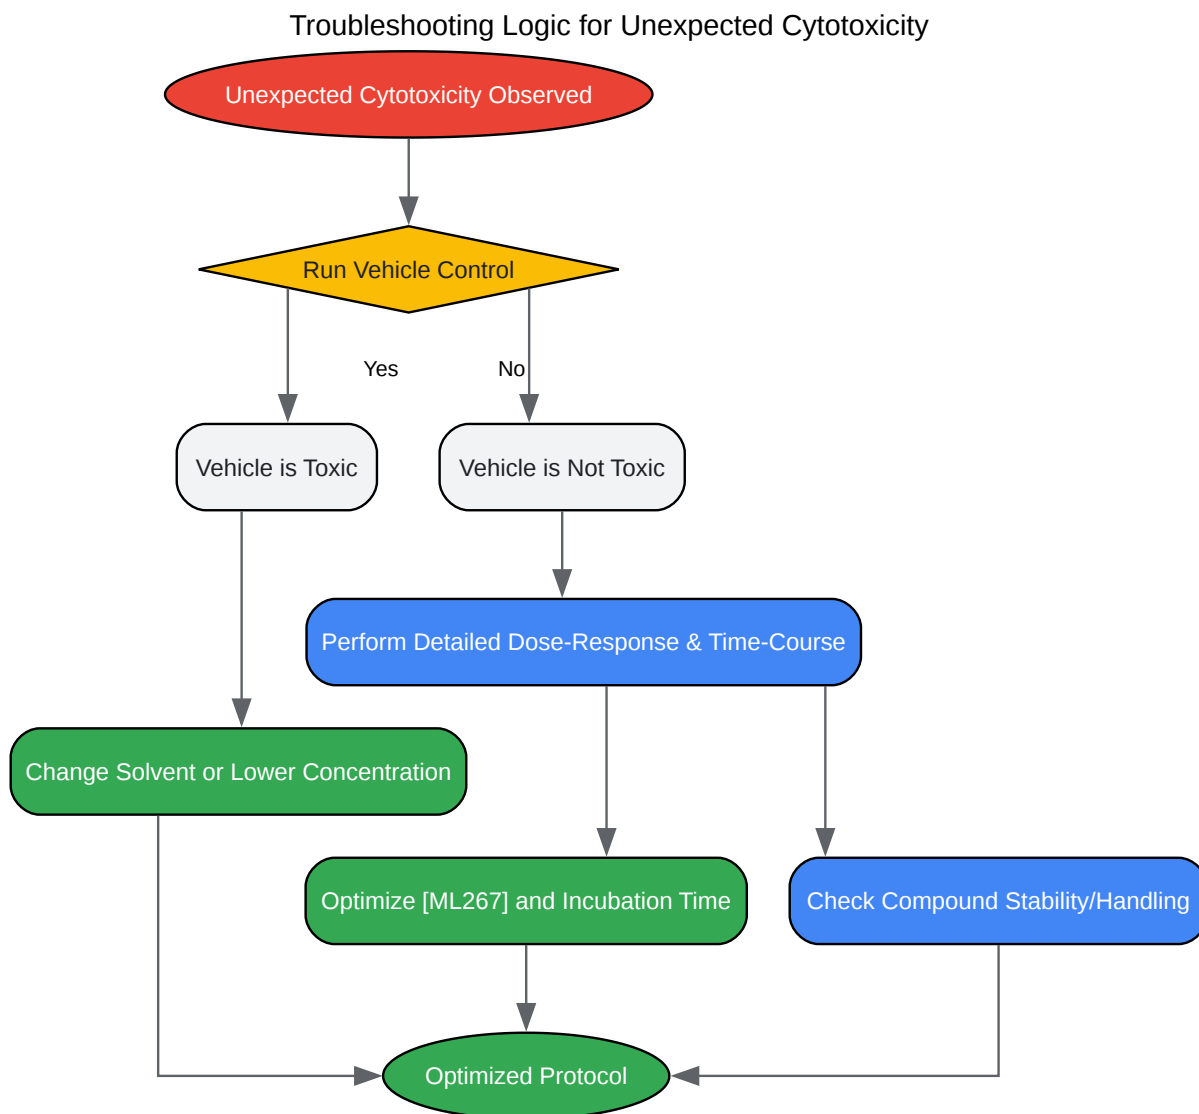 Troubleshooting Logic for Unexpected Cytotoxicity
Unexpected Cytotoxicity Observed
Run Vehicle Control
Yes
No
Vehicle is Toxic
Vehicle is Not Toxic
Perform Detailed Dose-Response & Time-Course
Change Solvent or Lower Concentration
Optimize [ML267] and Incubation Time
Check Compound Stability/Handling
Optimized Protocol